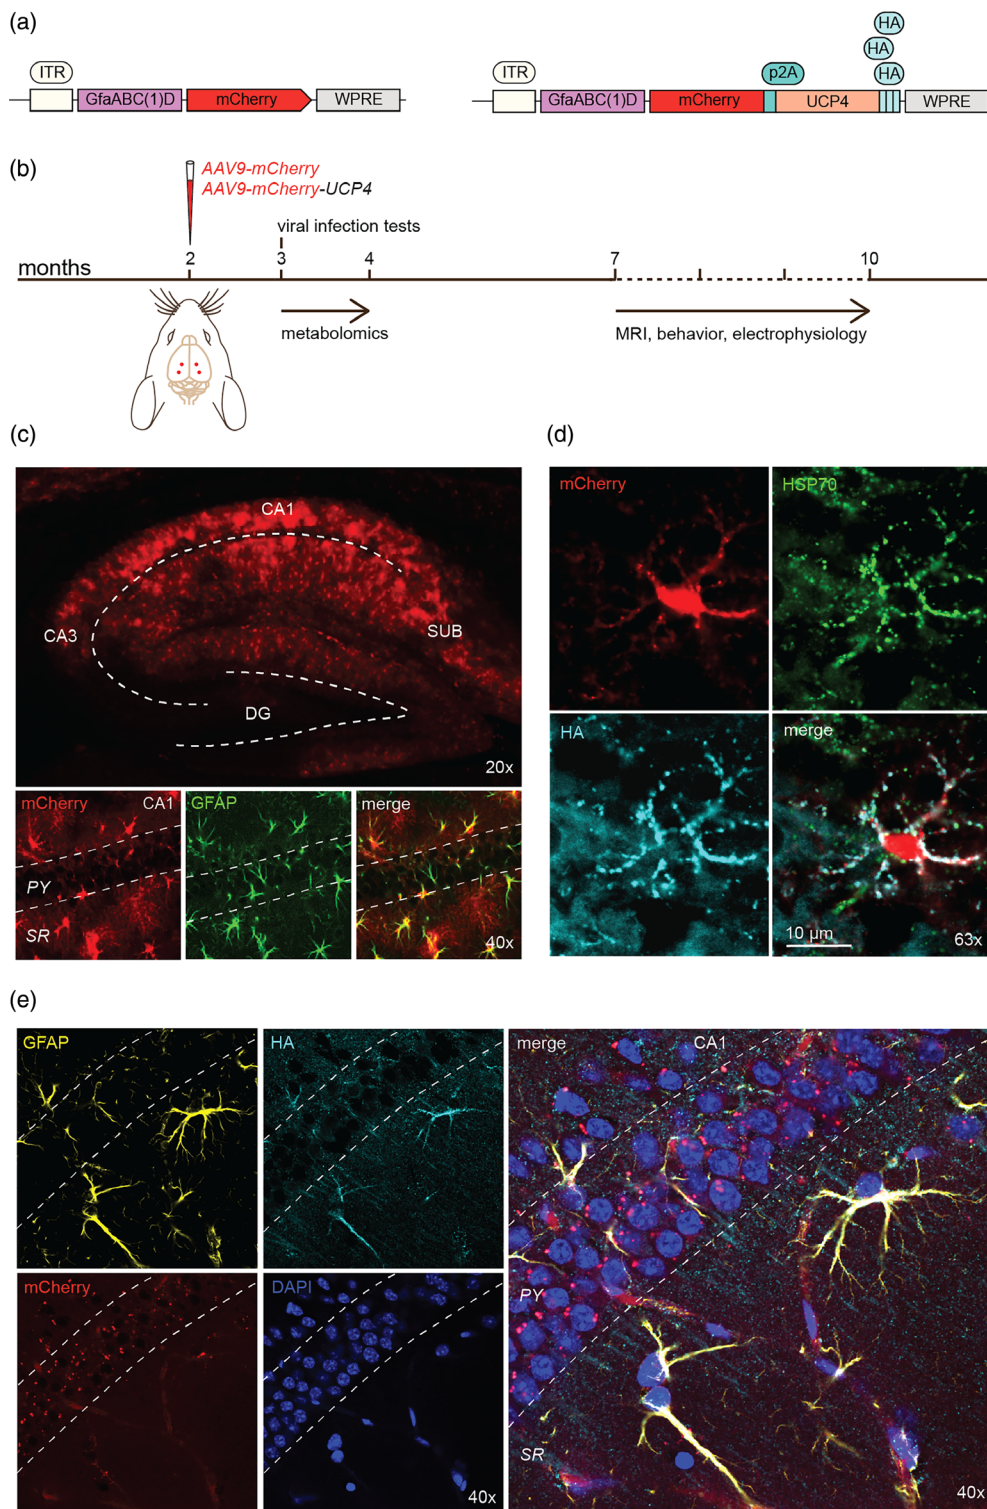 (a)
HA
HA
ITR
ITR
p2A
HA
GfaABC(1)D
mCherry
WPRE
GfaABC(1)D
mCherry
UCP4
WPRE
(b)
AAV9-mCherry
AAV9-mCherry-UCP4
viral infection tests
months
2
3
4
7
10
metabolomics
MRI, behavior, electrophysiology
(c)
CA1
CA3
SUB
DG
20x
mCherry
CA1
PY
SR
GFAP
merge
40x
(d)
mCherry
HSP70
HA
merge
10 µm
63x
(e)
GFAP
HA
mCherry
DAPI
40x
merge
CA1
PY
SR
40x